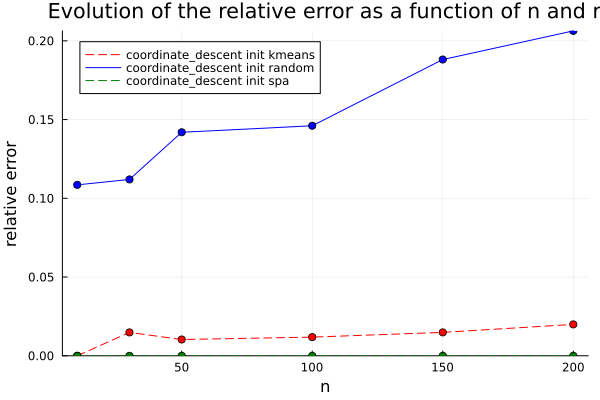 Evolution of the relative error as a function of n and r
0.20
coordinate_descent init kmeans
coordinate_descent init random
coordinate_descent init spa
0.15
relative error
0.10
0.05
0.00
50
100
150
200
n